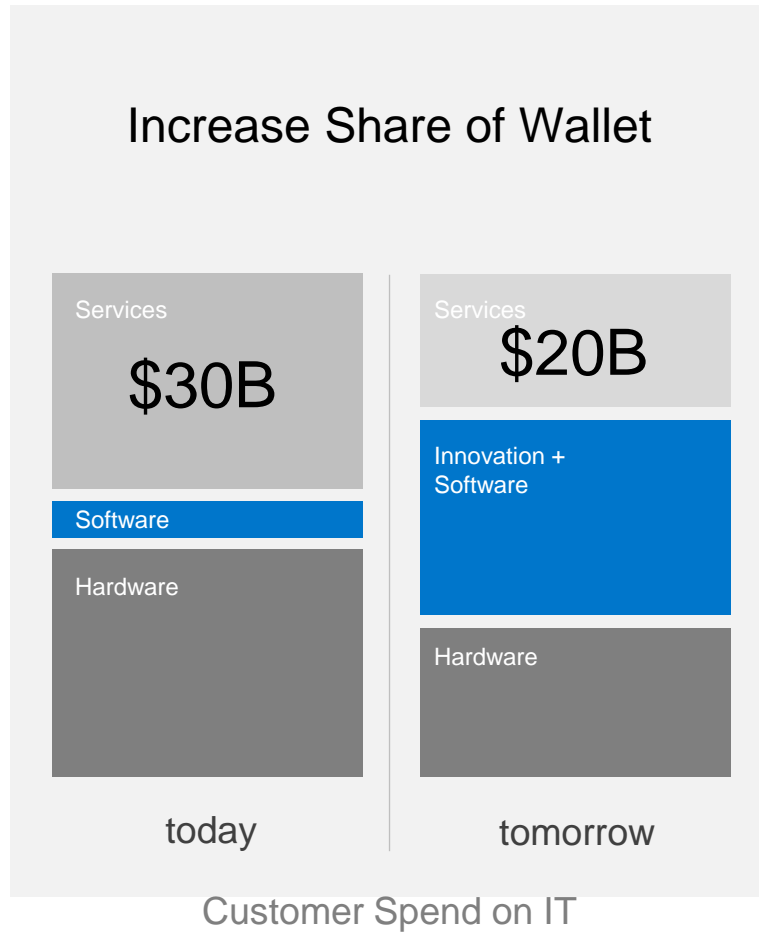 Increase Share of Wallet
Services
$30B
Software
Hardware
today
Services
$20B
Innovation +
Software
Hardware
tomorrow
Customer Spend on IT